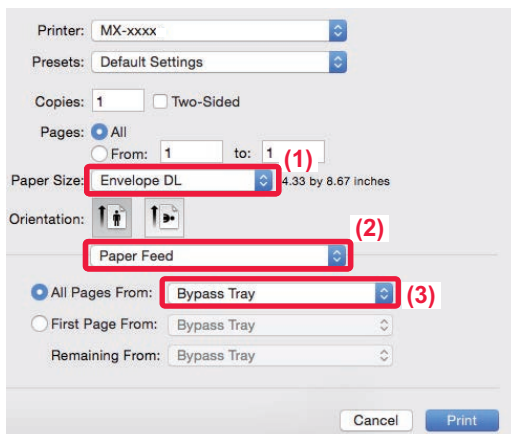 Printer: MX-xxxx
Presets: Default Settings
Copies: 1 Two-Sided
Pages: All
From: 1 to: 1
(1)
Paper Size: Envelope DL 4.33 by 8.67 inches
Orientation:
(2)
Paper Feed
All Pages From: Bypass Tray (3)
First Page From: Bypass Tray
Remaining From: Bypass Tray
Cancel Print